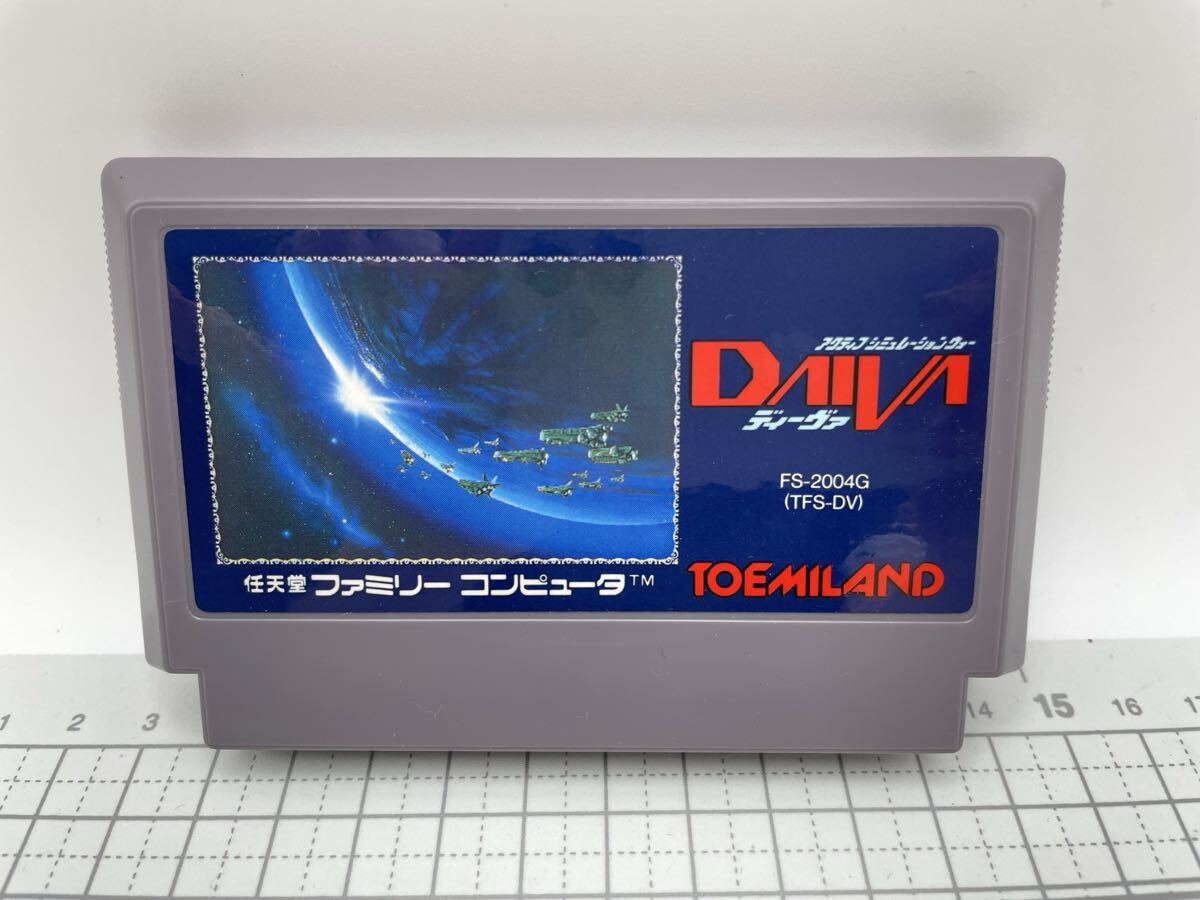 アクティブシミュレーションウォー
DAIVA
ディーヴァ
FS-2004G
(TFS-DV)
任天堂 ファミリー コンピュータ™
TOEMILAND
1 2 3 14 15 16 17